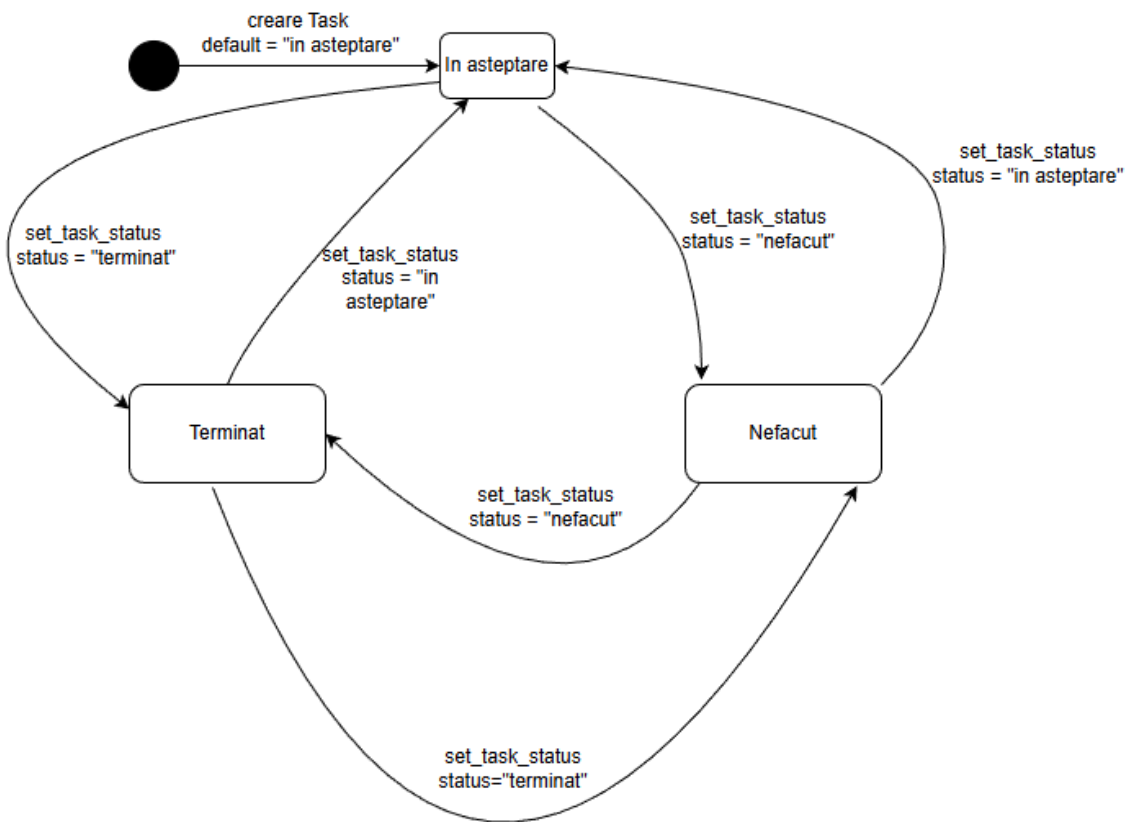 creare Task
default = "in asteptare"
In asteptare
set_task_status
status = "in asteptare"
set_task_status
status = "nefacut"
set_task_status
status = "terminat"
set_task_status
status = "in
asteptare"
Terminat
Nefacut
set_task_status
status = "nefacut"
set_task_status
status="terminat"